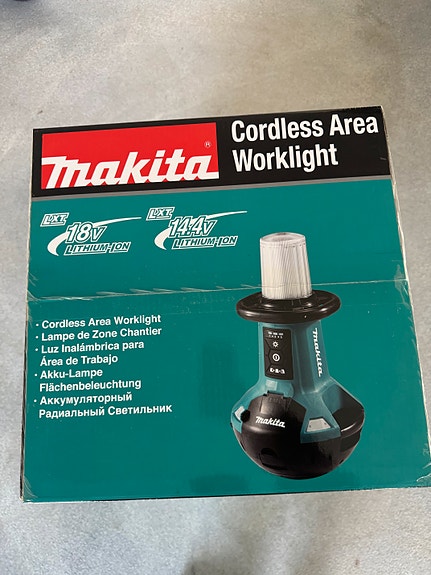 makita®
Cordless Area
Worklight
LXT
18V
LITHIUM-ION
LXT
14.4V
LITHIUM-ION
· Cordless Area Worklight
· Lampe de Zone Chantier
· Luz Inalámbrica para
Área de Trabajo
· Akku-Lampe
Flächenbeleuchtung
· Аккумуляторный
Радиальный Светильник
makita
makita